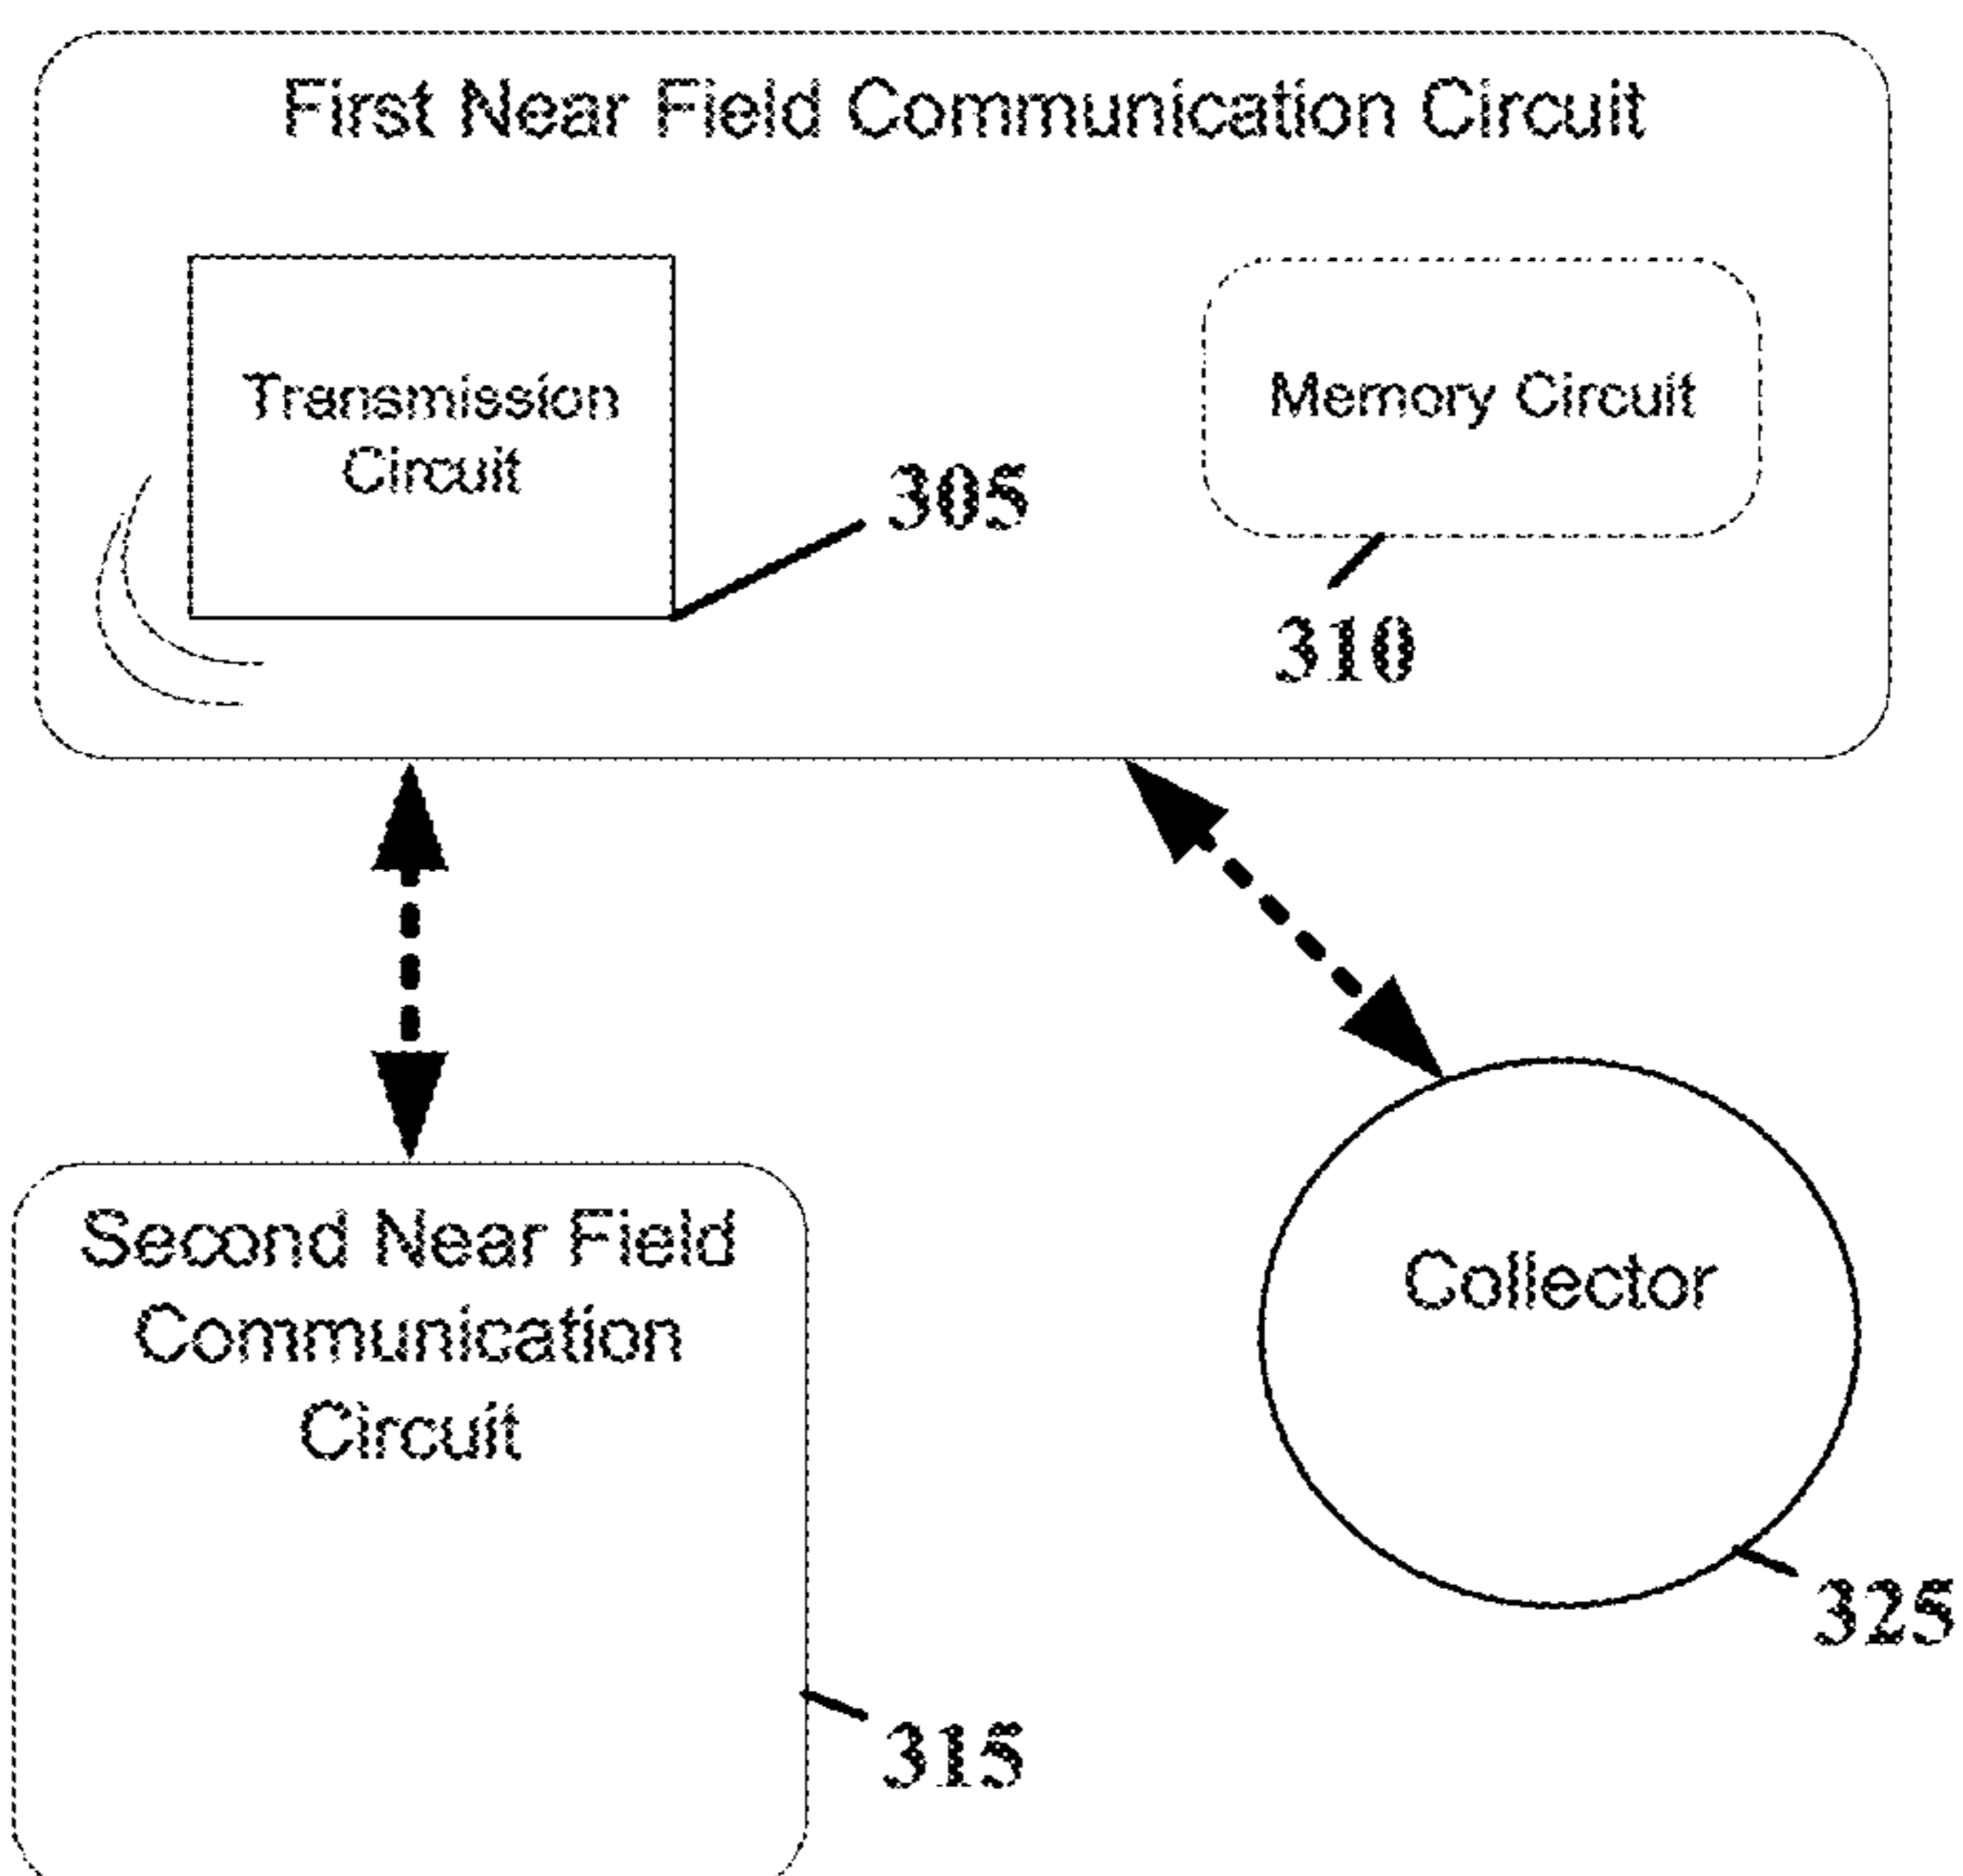 First Near Field Communication Circuit
Transmission
Circuit
Memory Circuit
305
310
Second Near Field
Communication
Circuit
Collector
325
315